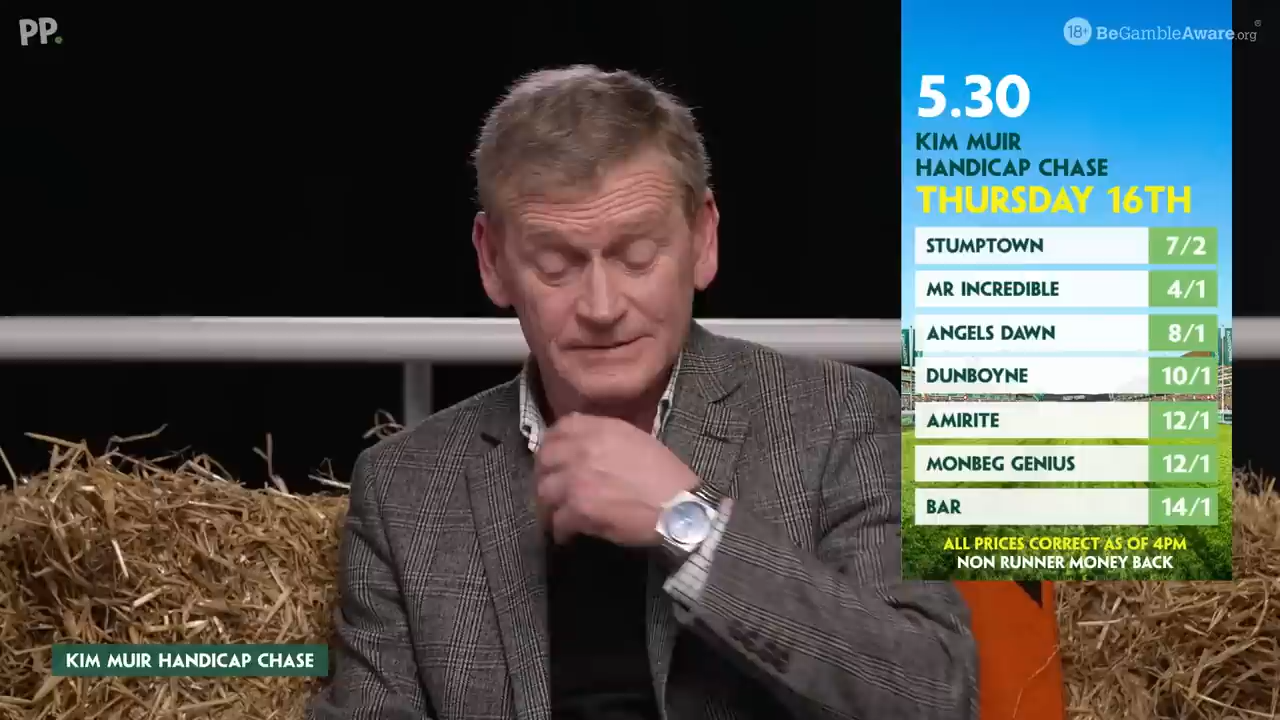 PP.
18+ BeGambleAware.org
5.30
KIM MUIR
HANDICAP CHASE
THURSDAY 16TH
STUMPTOWN 7/2
MR INCREDIBLE 4/1
ANGELS DAWN 8/1
DUNBOYNE 10/1
AMIRITE 12/1
MONBEG GENIUS 12/1
BAR 14/1
ALL PRICES CORRECT AS OF 4PM
NON RUNNER MONEY BACK
KIM MUIR HANDICAP CHASE